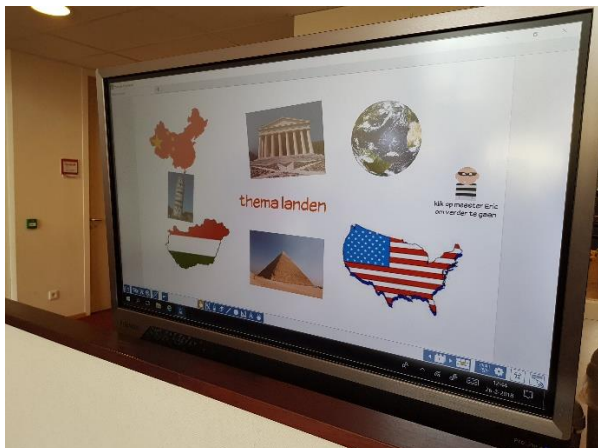 thema landen
klik op meester Eric
om verder te gaan